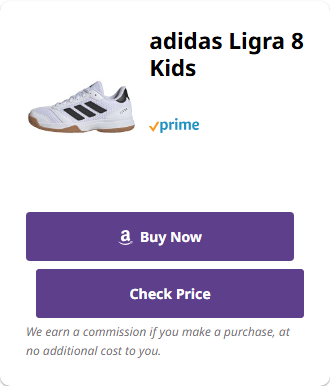 adidas Ligra 8
Kids
prime
Buy Now
Check Price
We earn a commission if you make a purchase, at
no additional cost to you.